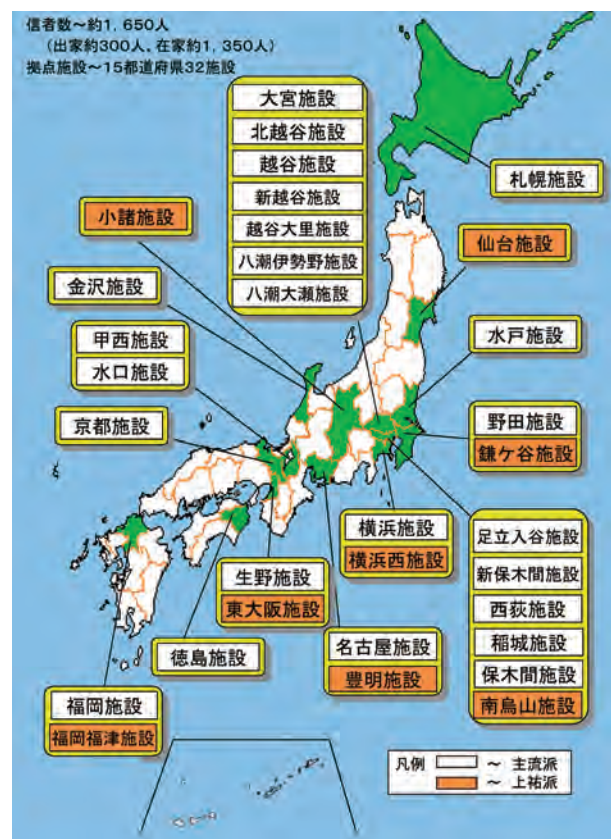 信者数～約1,650人
（出家約300人、在家約1,350人）
拠点施設～15都道府県32施設
大宮施設
北越谷施設
越谷施設
新越谷施設
越谷大里施設
八潮伊勢野施設
八潮大瀬施設
札幌施設
小諸施設
仙台施設
金沢施設
水戸施設
甲西施設
水口施設
野田施設
鎌ケ谷施設
京都施設
横浜施設
横浜西施設
足立入谷施設
新保木間施設
西荻施設
稲城施設
保木間施設
南烏山施設
生野施設
東大阪施設
名古屋施設
豊明施設
徳島施設
福岡施設
福岡福津施設
凡例 ～ 主流派
～ 上祐派